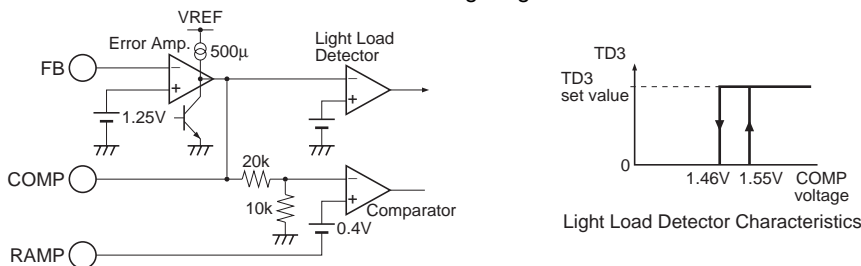 VREF
Error Amp.
500μ
Light Load
Detector
FB
1.25V
COMP
20k
10k
Comparator
0.4V
RAMP
TD3
TD3
set value
0
1.46V
1.55V
COMP
voltage
Light Load Detector Characteristics